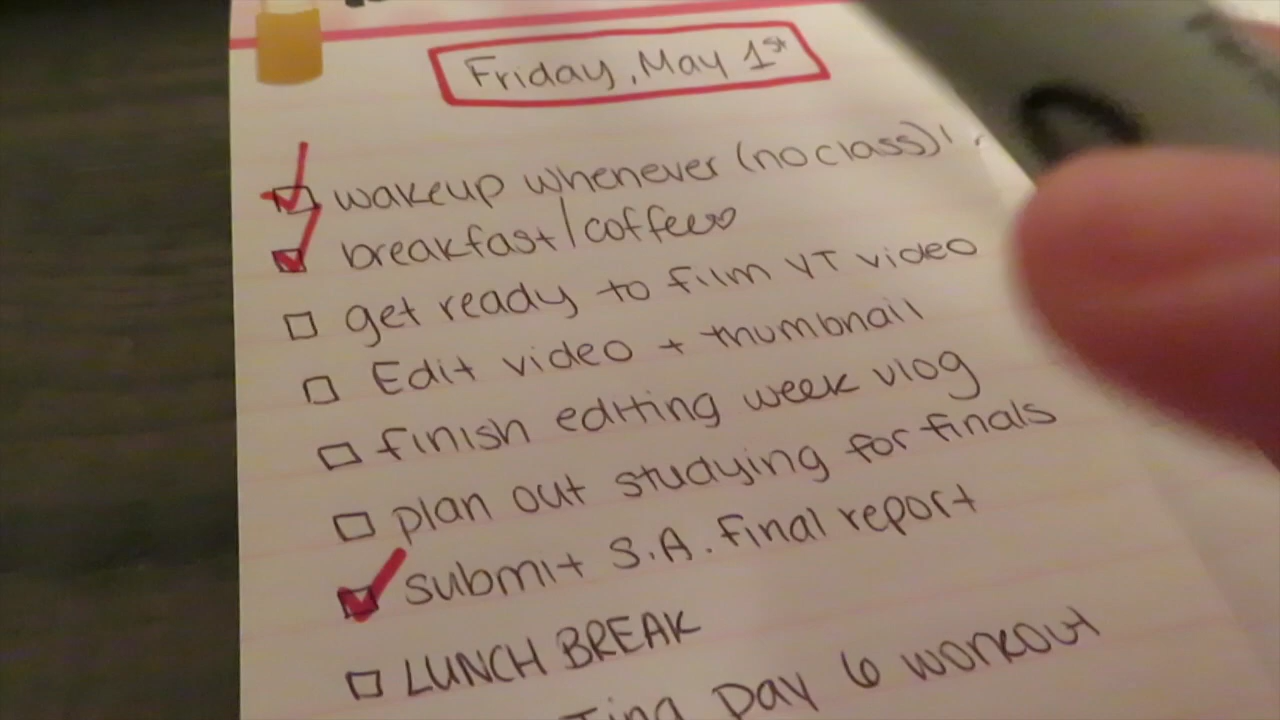 Friday, May 1st
wakeup whenever (no class)!
breakfast/coffee
get ready to film YT video
Edit video + thumbnail
finish editing week vlog
plan out studying for finals
submit S.A. final report
LUNCH BREAK
Day 6 workout